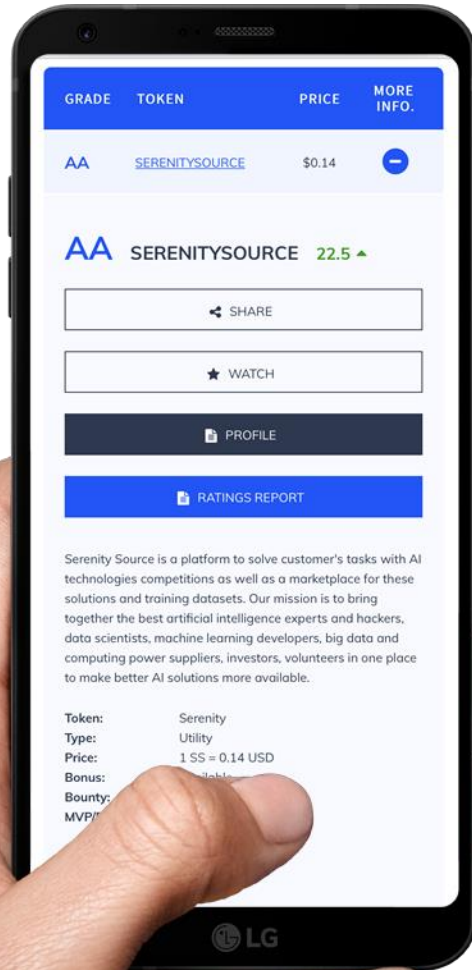 GRADE TOKEN PRICE MORE INFO.
AA SERENITYSOURCE $0.14
AA SERENITYSOURCE 22.5
SHARE
WATCH
PROFILE
RATINGS REPORT
Serenity Source is a platform to solve customer's tasks with AI
technologies competitions as well as a marketplace for these
solutions and training datasets. Our mission is to bring
together the best artificial intelligence experts and hackers,
data scientists, machine learning developers, big data and
computing power suppliers, investors, volunteers in one place
to make better AI solutions more available.
Token: Serenity
Type: Utility
Price: 1 SS = 0.14 USD
Bonus:
Bounty:
LG